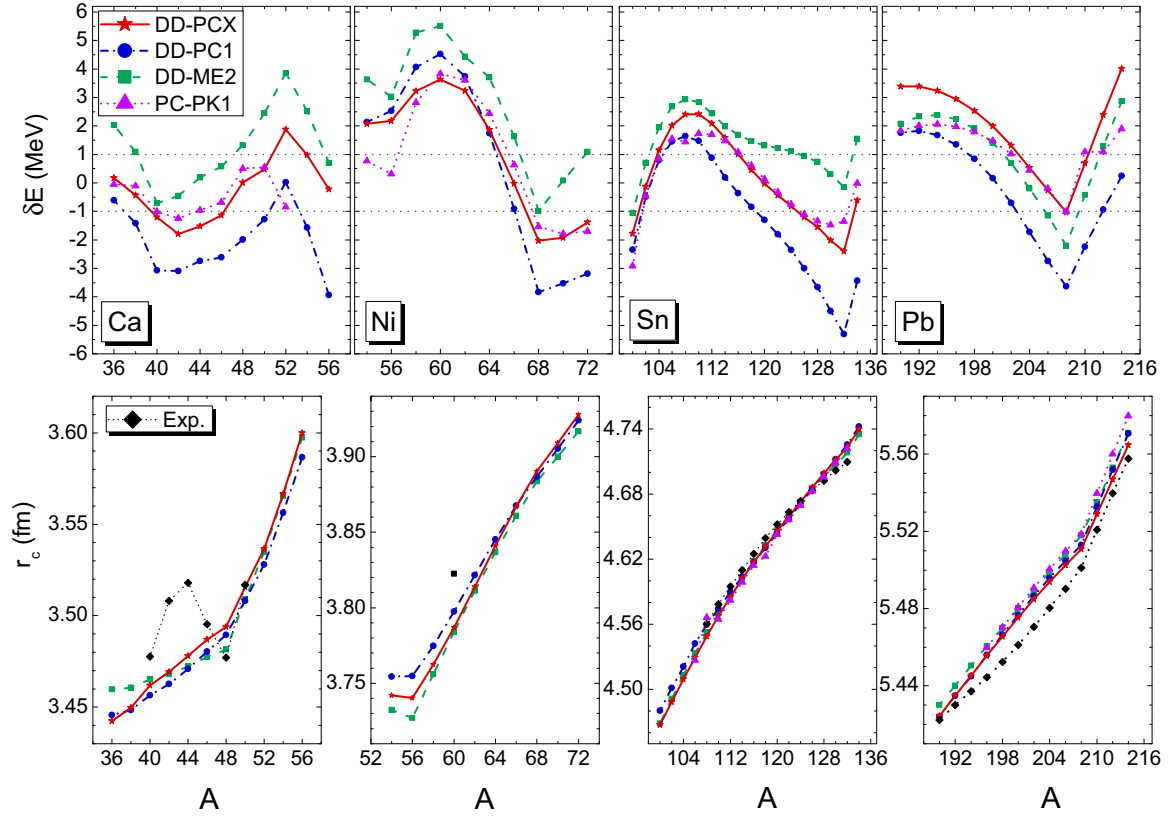 6
5
4
3
2
1
0
-1
-2
-3
-4
-5
-6
δE (MeV)
DD-PCX
DD-PC1
DD-ME2
PC-PK1
Ca
Ni
Sn
Pb
36 40 44 48 52 56
56 60 64 68 72
104 112 120 128 136
192 196 200 204 208 212 216
Exp.
r_c (fm)
3.60
3.55
3.50
3.45
3.90
3.85
3.80
3.75
4.74
4.68
4.62
4.56
4.50
5.56
5.52
5.48
5.44
36 40 44 48 52 56
52 56 60 64 68 72
104 112 120 128 136
192 198 204 210 216
A A A A